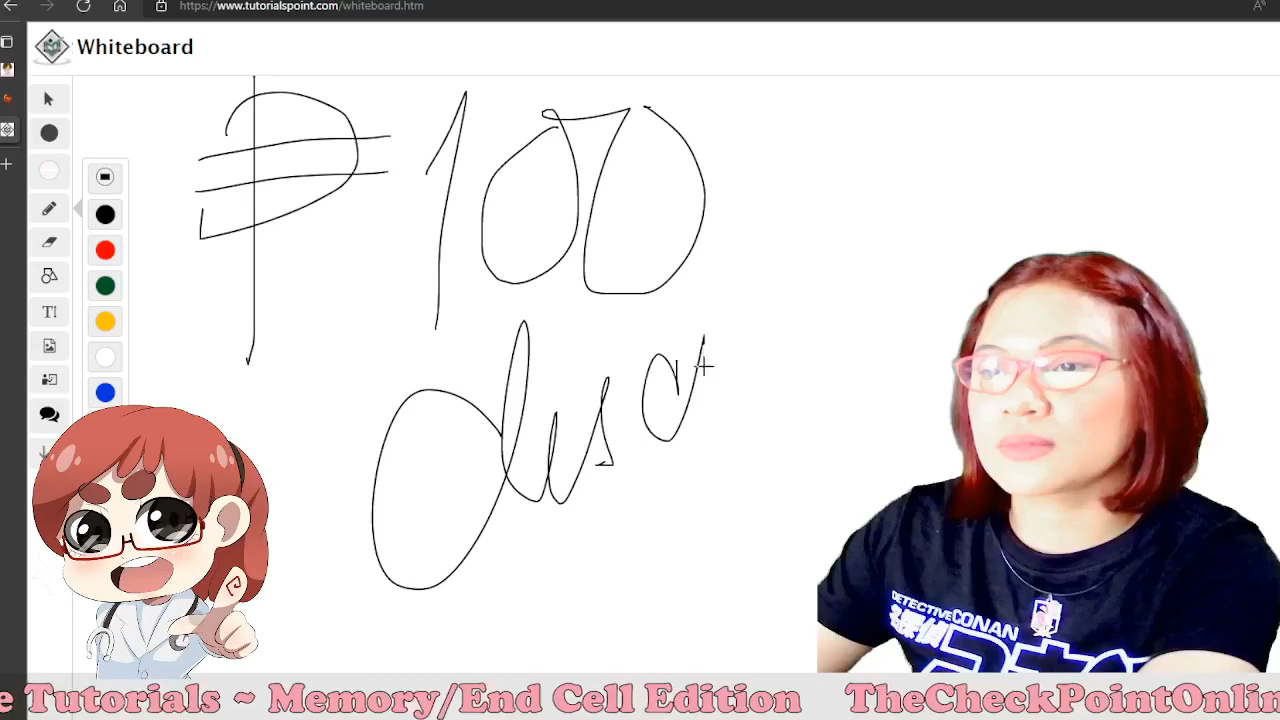 https://www.tutorialspoint.com/whiteboard.htm
Whiteboard
₱100
TI
DETECTIVE CONAN
e Tutorials ~ Memory/End Cell Edition TheCheckPointOnlin